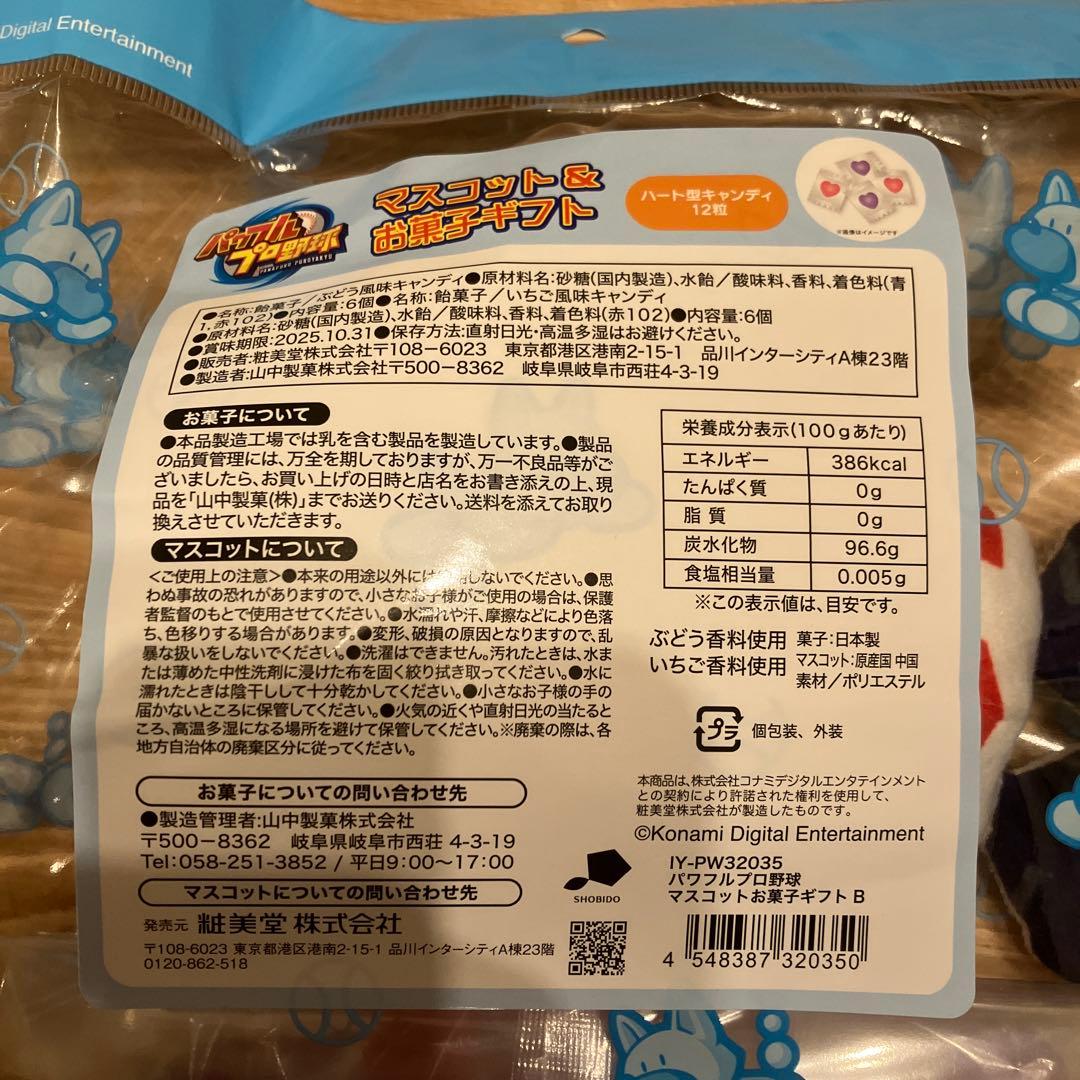 Digital Entertainment
パワフル
プロ野球
POWERFUL PUROYAKYU
マスコット&
お菓子ギフト
ハート型キャンディ
12粒
※画像はイメージです
●名称:飴菓子/ぶどう風味キャンディ●原材料名:砂糖(国内製造)、水飴/酸味料、香料、着色料(青
1、赤102)●内容量:6個●名称:飴菓子/いちご風味キャンディ
●原材料名:砂糖(国内製造)、水飴/酸味料、香料、着色料(赤102)●内容量:6個
●賞味期限:2025.10.31●保存方法:直射日光・高温多湿はお避けください。
●販売者:粧美堂株式会社〒108-6023 東京都港区港南2-15-1 品川インターシティA棟23階
●製造者:山中製菓株式会社〒500-8362 岐阜県岐阜市西荘4-3-19
お菓子について
●本品製造工場では乳を含む製品を製造しています。●製品
の品質管理には、万全を期しておりますが、万一不良品等がご
ざいましたら、お買い上げの日時と店名をお書き添えの上、現
品を「山中製菓(株)」までお送りください。送料を添えてお取り
換えさせていただきます。
マスコットについて
<ご使用上の注意>●本来の用途以外には使用しないでください。●思
わぬ事故の恐れがありますので、小さなお子様がご使用の場合は、保護
者監督のもとで使用させてください。●水濡れや汗、摩擦などにより色落
ち、色移りする場合があります。●変形、破損の原因となりますので、乱
暴な扱いをしないでください。●洗濯はできません。汚れたときは、水ま
たは薄めた中性洗剤に浸けた布を固く絞り拭き取ってください。●水に
濡れたときは陰干しして十分乾かしてください。●小さなお子様の手の
届かないところに保管してください。●火気の近くや直射日光の当たると
ころ、高温多湿になる場所を避けて保管してください。※廃棄の際は、各
地方自治体の廃棄区分に従ってください。
お菓子についての問い合わせ先
●製造管理者:山中製菓株式会社
〒500-8362 岐阜県岐阜市西荘 4-3-19
Tel:058-251-3852 / 平日9:00〜17:00
マスコットについての問い合わせ先
発売元 粧美堂 株式会社
〒108-6023 東京都港区港南2-15-1 品川インターシティA棟23階
0120-862-518
栄養成分表示(100gあたり)
エネルギー 386kcal
たんぱく質 0g
脂 質 0g
炭水化物 96.6g
食塩相当量 0.005g
※この表示値は、目安です。
ぶどう香料使用 菓子:日本製
いちご香料使用 マスコット:原産国 中国
素材/ポリエステル
プラ 個包装、外装
本商品は、株式会社コナミデジタルエンタテインメント
との契約により許諾された権利を使用して、
粧美堂株式会社が製造したものです。
©Konami Digital Entertainment
SHOBIDO
IY-PW32035
パワフルプロ野球
マスコットお菓子ギフト B
4 548387 320350